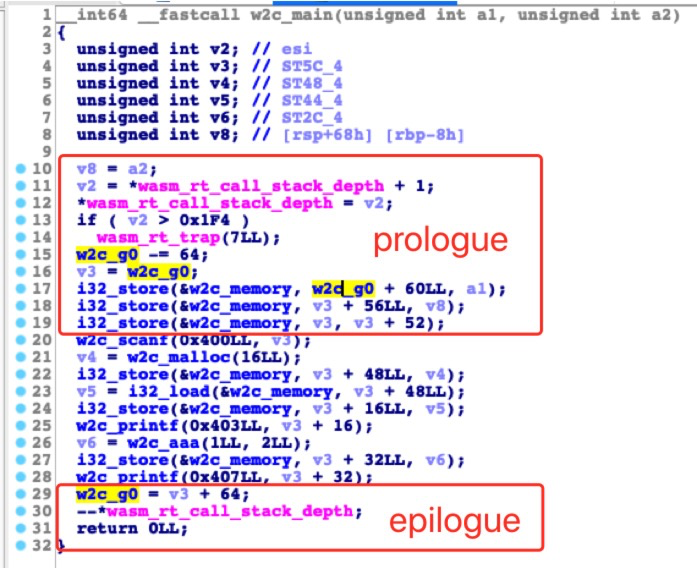 1 __int64 __fastcall w2c_main(unsigned int a1, unsigned int a2)
2 {
3 unsigned int v2; // esi
4 unsigned int v3; // ST5C_4
5 unsigned int v4; // ST48_4
6 unsigned int v5; // ST44_4
7 unsigned int v6; // ST2C_4
8 unsigned int v8; // [rsp+68h] [rbp-8h]
9
10 v8 = a2;
11 v2 = *wasm_rt_call_stack_depth + 1;
12 *wasm_rt_call_stack_depth = v2;
13 if ( v2 > 0x1F4 )
14 wasm_rt_trap(7LL);
15 w2c_g0 -= 64;
16 v3 = w2c_g0;
17 i32_store(&w2c_memory, w2c_g0 + 60LL, a1);
18 i32_store(&w2c_memory, v3 + 56LL, v8);
19 i32_store(&w2c_memory, v3, v3 + 52);
prologue
20 w2c_scanf(0x400LL, v3);
21 v4 = w2c_malloc(16LL);
22 i32_store(&w2c_memory, v3 + 48LL, v4);
23 v5 = i32_load(&w2c_memory, v3 + 48LL);
24 i32_store(&w2c_memory, v3 + 16LL, v5);
25 w2c_printf(0x403LL, v3 + 16);
26 v6 = w2c_aaa(1LL, 2LL);
27 i32_store(&w2c_memory, v3 + 32LL, v6);
28 w2c_printf(0x407LL, v3 + 32);
29 w2c_g0 = v3 + 64;
30 --*wasm_rt_call_stack_depth;
31 return 0LL;
32 }
epilogue